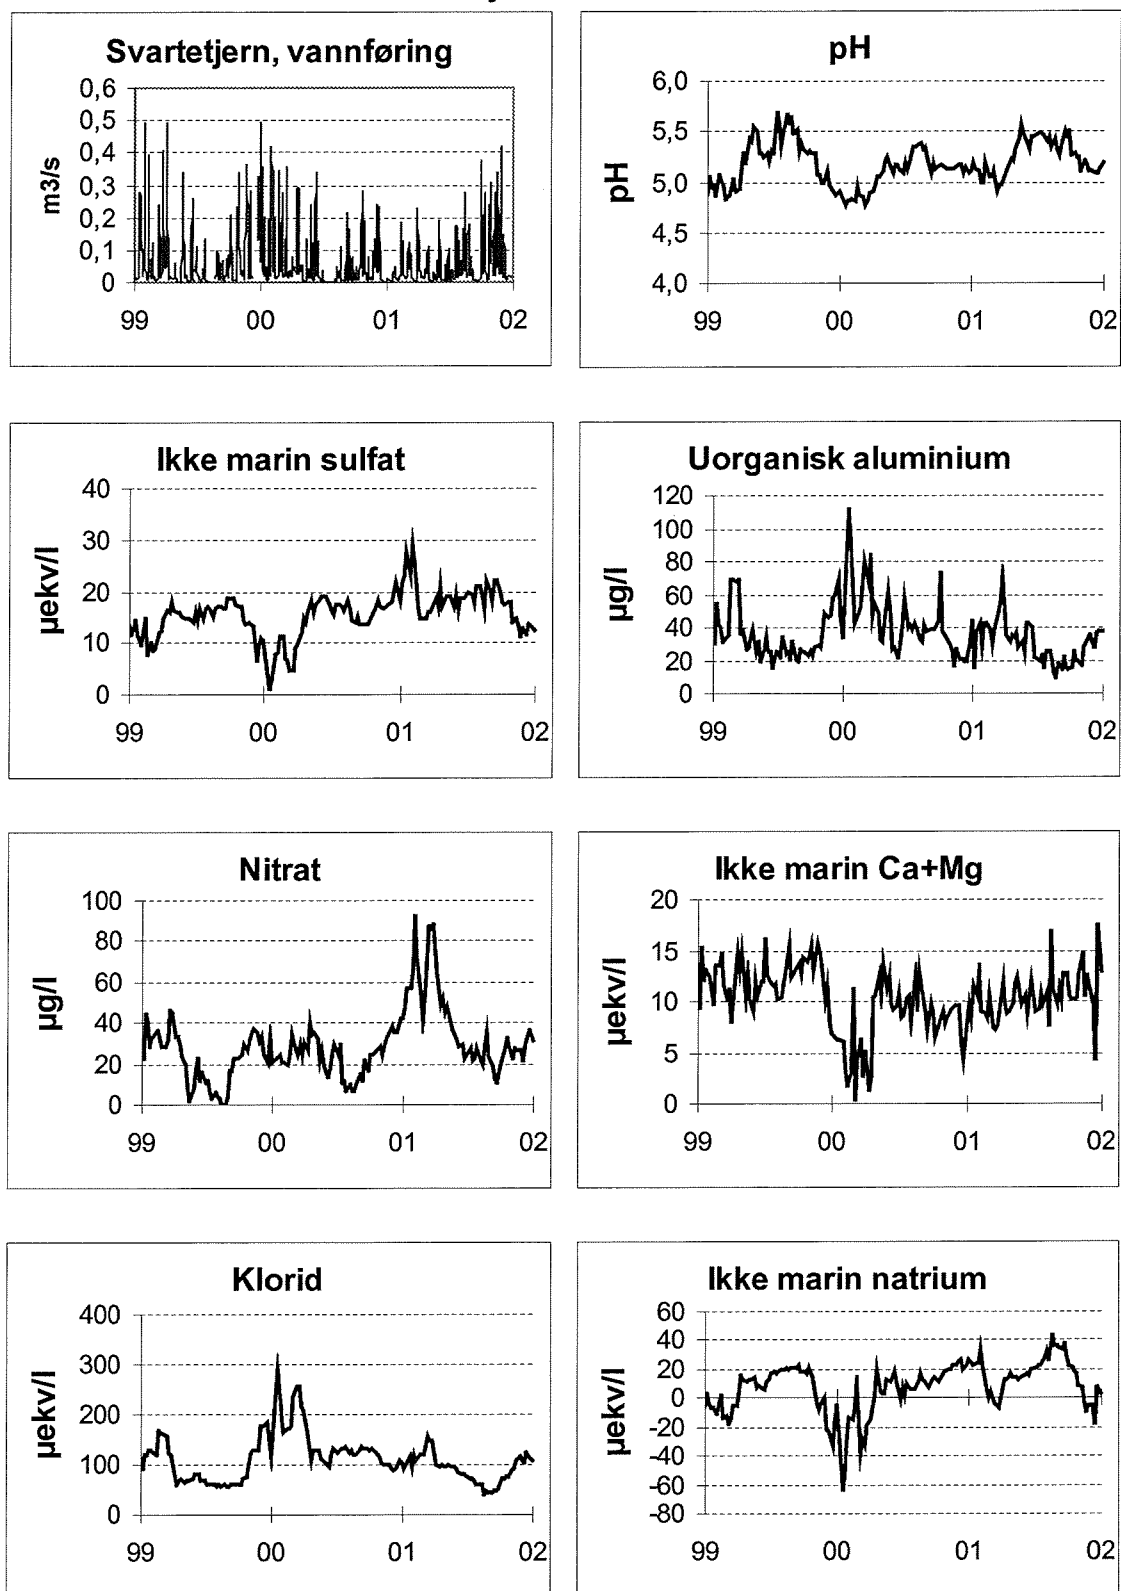 Svartetjern, vannføring
m3/s
0,6
0,5
0,4
0,3
0,2
0,1
0
99 00 01 02
pH
pH
6,0
5,5
5,0
4,5
4,0
99 00 01 02
Ikke marin sulfat
µekv/l
40
30
20
10
0
99 00 01 02
Uorganisk aluminium
µg/l
120
100
80
60
40
20
0
99 00 01 02
Nitrat
µg/l
100
80
60
40
20
0
99 00 01 02
Ikke marin Ca+Mg
µekv/l
20
15
10
5
0
99 00 01 02
Klorid
µekv/l
400
300
200
100
0
99 00 01 02
Ikke marin natrium
µekv/l
60
40
20
0
-20
-40
-60
-80
99 00 01 02